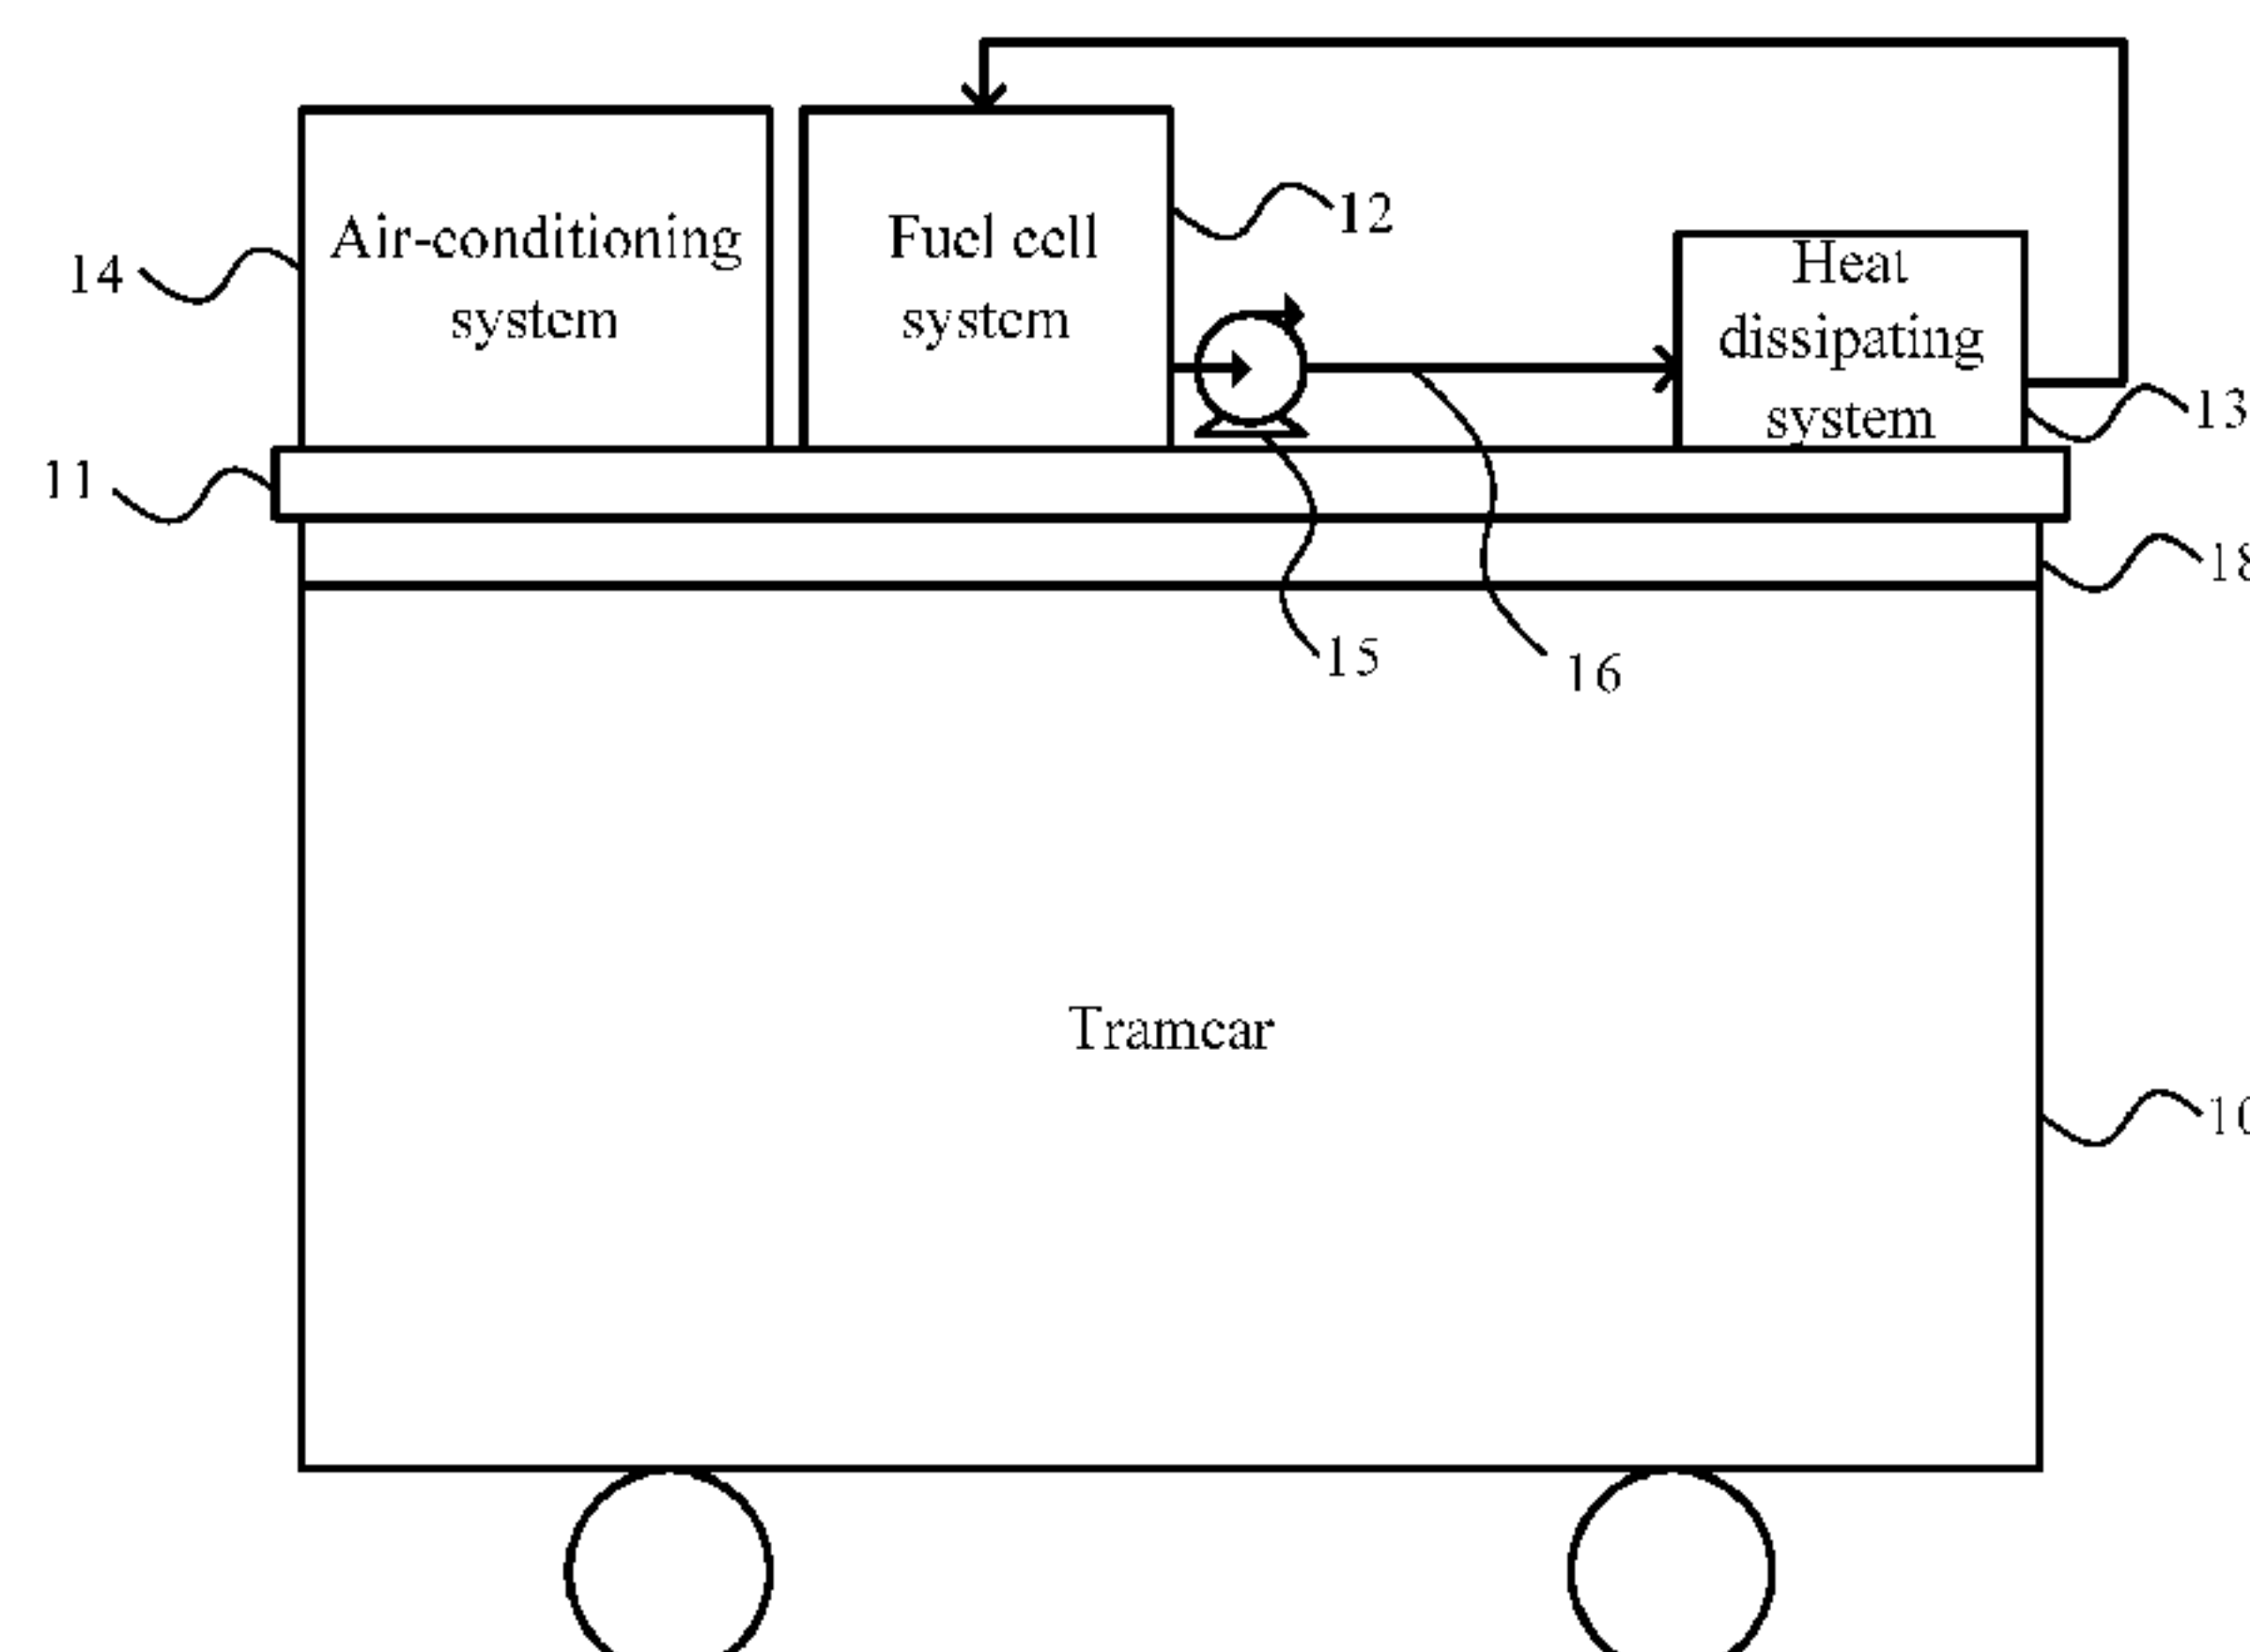 Air-conditioning
system
Fuel cell
system
12
14
Heat
dissipating
system
13
11
18
15
16
Tramcar
10